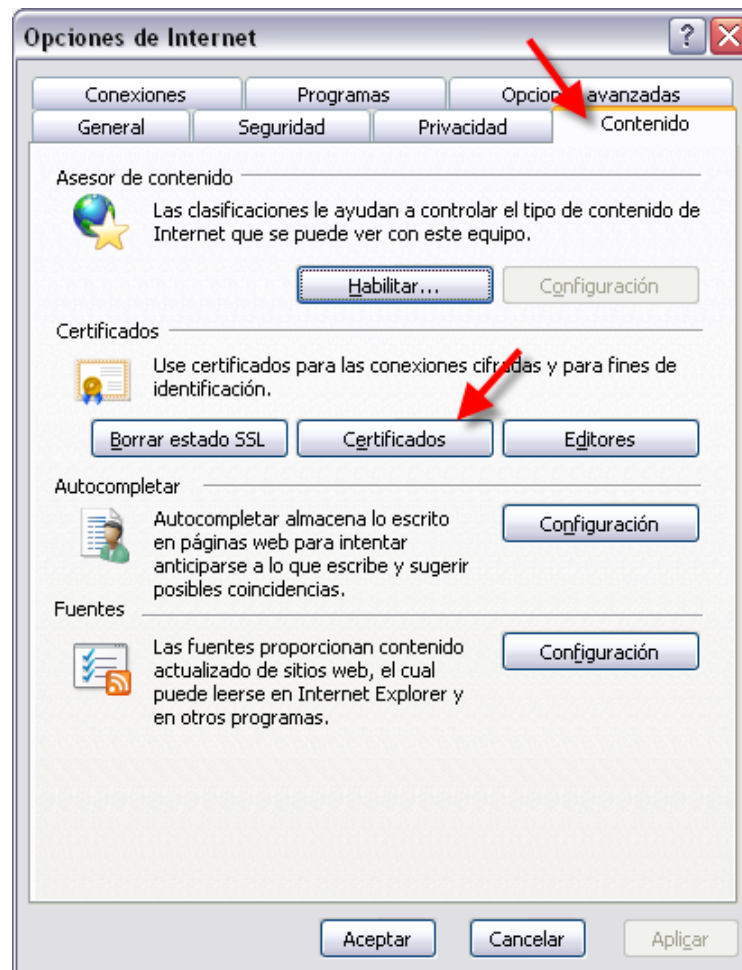 Opciones de Internet
Conexiones Programas Opciones avanzadas
General Seguridad Privacidad Contenido
Asesor de contenido
Las clasificaciones le ayudan a controlar el tipo de contenido de
Internet que se puede ver con este equipo.
Habilitar... Configuración
Certificados
Use certificados para las conexiones cifradas y para fines de
identificación.
Borrar estado SSL Certificados Editores
Autocompletar
Autocompletar almacena lo escrito
en páginas web para intentar
anticiparse a lo que escribe y sugerir
posibles coincidencias.
Configuración
Fuentes
Las fuentes proporcionan contenido
actualizado de sitios web, el cual
puede leerse en Internet Explorer y
en otros programas.
Configuración
Aceptar Cancelar Aplicar